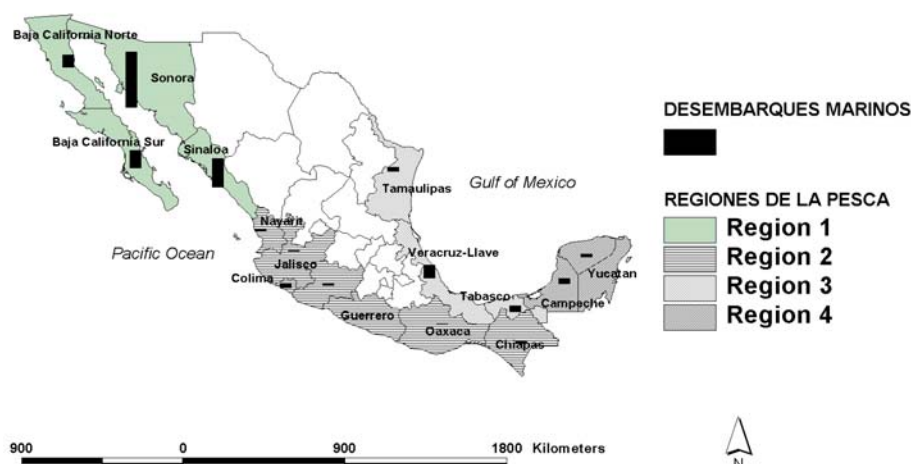 Baja California Norte
Sonora
Baja California Sur
Sinaloa
Tamaulipas
Gulf of Mexico
Nayarit
Pacific Ocean
Jalisco
Veracruz-Llave
Colima
Tabasco
Yucatan
Campeche
Guerrero
Oaxaca
Chiapas
DESEMBARQUES MARINOS
REGIONES DE LA PESCA
Region 1
Region 2
Region 3
Region 4
900 0 900 1800 Kilometers
N